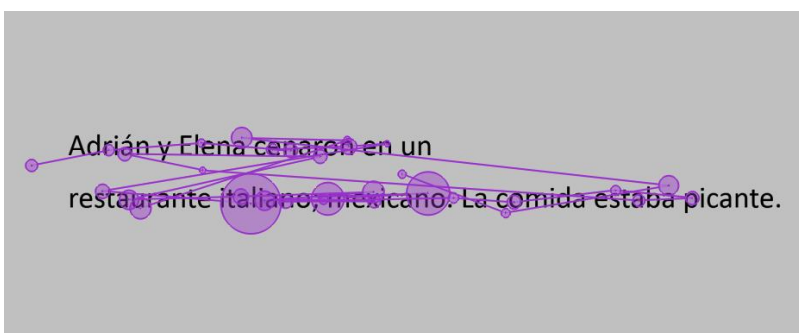 Adrián y Elena cenaron en un
restaurante italiano, mexicano. La comida estaba picante.